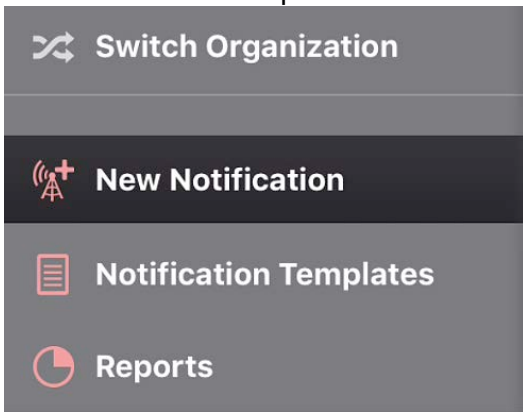 Switch Organization
New Notification
Notification Templates
Reports